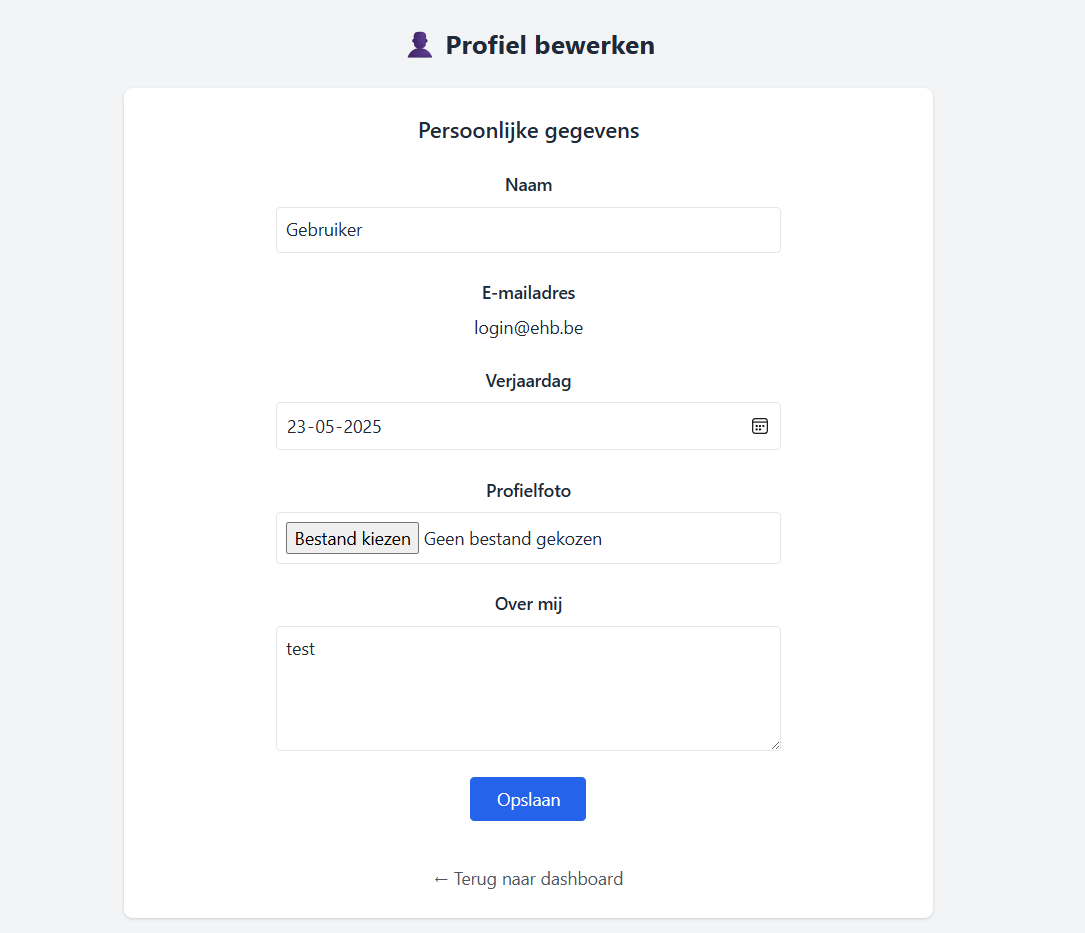 Profiel bewerken
Persoonlijke gegevens
Naam
Gebruiker
E-mailadres
login@ehb.be
Verjaardag
23-05-2025
Profielfoto
Bestand kiezen Geen bestand gekozen
Over mij
test
Opslaan
← Terug naar dashboard